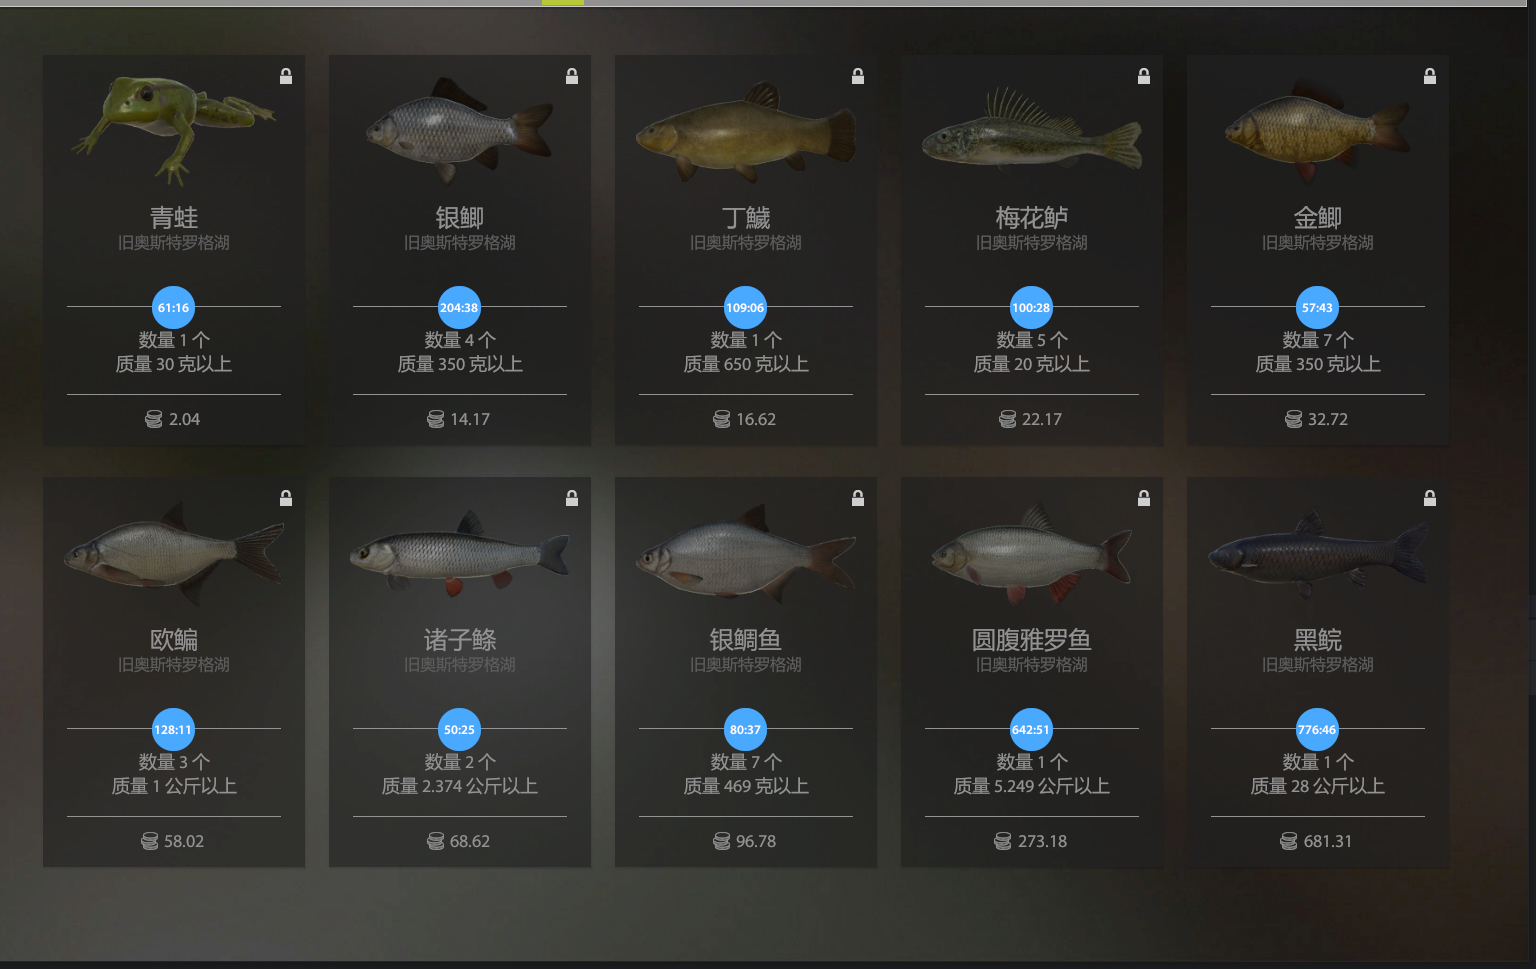 青蛙
旧奥斯特罗格湖
61:16
数量 1 个
质量 30 克以上
2.04
银鲫
旧奥斯特罗格湖
204:38
数量 4 个
质量 350 克以上
14.17
丁鱥
旧奥斯特罗格湖
109:06
数量 1 个
质量 650 克以上
16.62
梅花鲈
旧奥斯特罗格湖
100:28
数量 5 个
质量 20 克以上
22.17
金鲫
旧奥斯特罗格湖
57:43
数量 7 个
质量 350 克以上
32.72
欧鳊
旧奥斯特罗格湖
128:11
数量 3 个
质量 1 公斤以上
58.02
诸子鲦
旧奥斯特罗格湖
50:25
数量 2 个
质量 2.374 公斤以上
68.62
银鲷鱼
旧奥斯特罗格湖
80:37
数量 7 个
质量 469 克以上
96.78
圆腹雅罗鱼
旧奥斯特罗格湖
642:51
数量 1 个
质量 5.249 公斤以上
273.18
黑鲩
旧奥斯特罗格湖
776:46
数量 1 个
质量 28 公斤以上
681.31